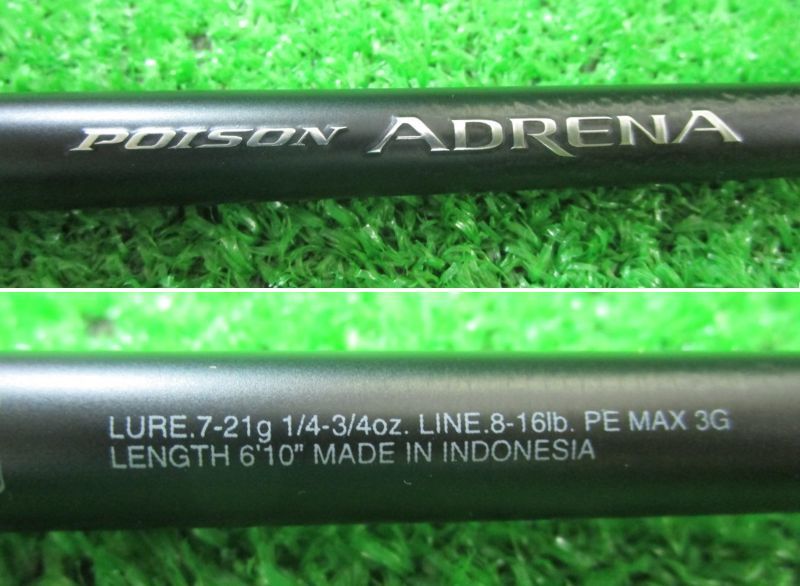 POISON ADRENA
LURE.7-21g 1/4-3/4oz. LINE.8-16lb. PE MAX 3G
LENGTH 6'10" MADE IN INDONESIA